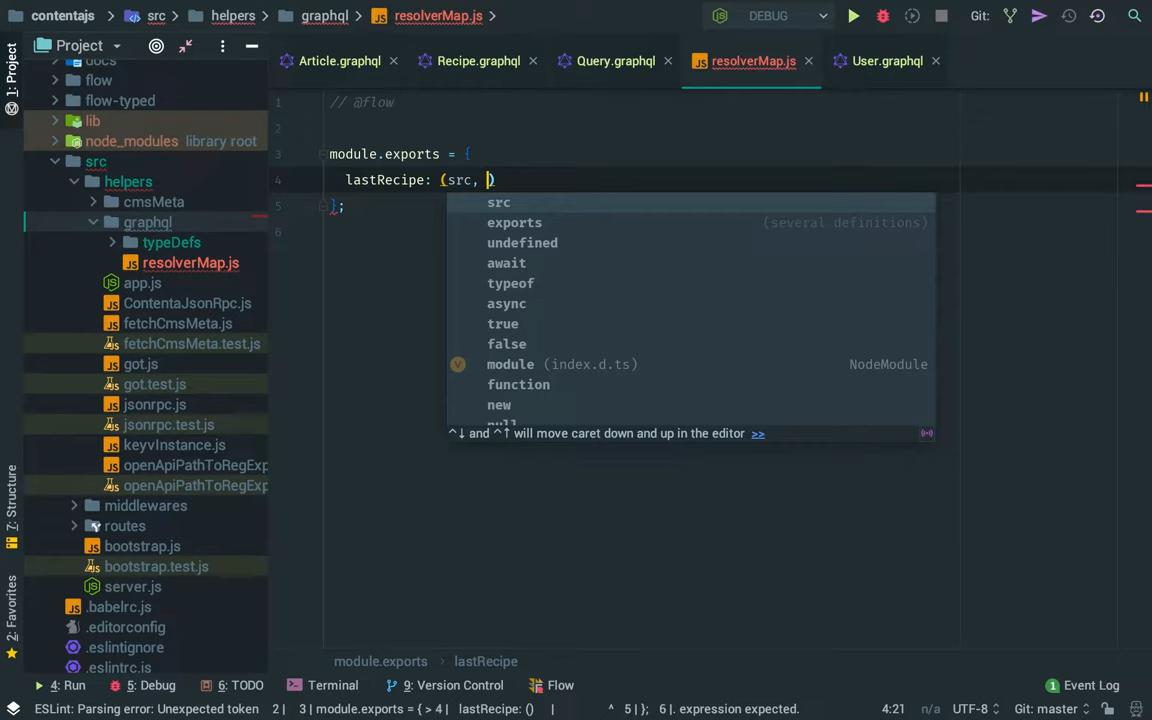 contentajs src helpers graphql resolverMap.js DEBUG Git:
Project
Article.graphql Recipe.graphql Query.graphql resolverMap.js User.graphql
1: Project
7: Structure
2: Favorites
docs
flow
flow-typed
lib
node_modules library root
src
helpers
cmsMeta
graphql
typeDefs
resolverMap.js
app.js
ContentaJsonRpc.js
fetchCmsMeta.js
fetchCmsMeta.test.js
got.js
got.test.js
jsonrpc.js
jsonrpc.test.js
keyvInstance.js
openApiPathToRegExp
openApiPathToRegExp
middlewares
routes
bootstrap.js
bootstrap.test.js
server.js
.babelrc.js
.editorconfig
.eslintignore
.eslintrc.js
1 // @flow
2
3 module.exports = {
4 lastRecipe: (src, )
5 };
6
src
exports (several definitions)
undefined
await
typeof
async
true
false
module (index.d.ts) NodeModule
function
new
null
^↓ and ^↑ will move caret down and up in the editor >>
module.exports › lastRecipe
4: Run 5: Debug 6: TODO Terminal 9: Version Control Flow 1 Event Log
ESLint: Parsing error: Unexpected token 2 | 3 | module.exports = { > 4 | lastRecipe: () | ^ 5 | }; 6 |. expression expected. 4:21 n/a UTF-8 Git: master